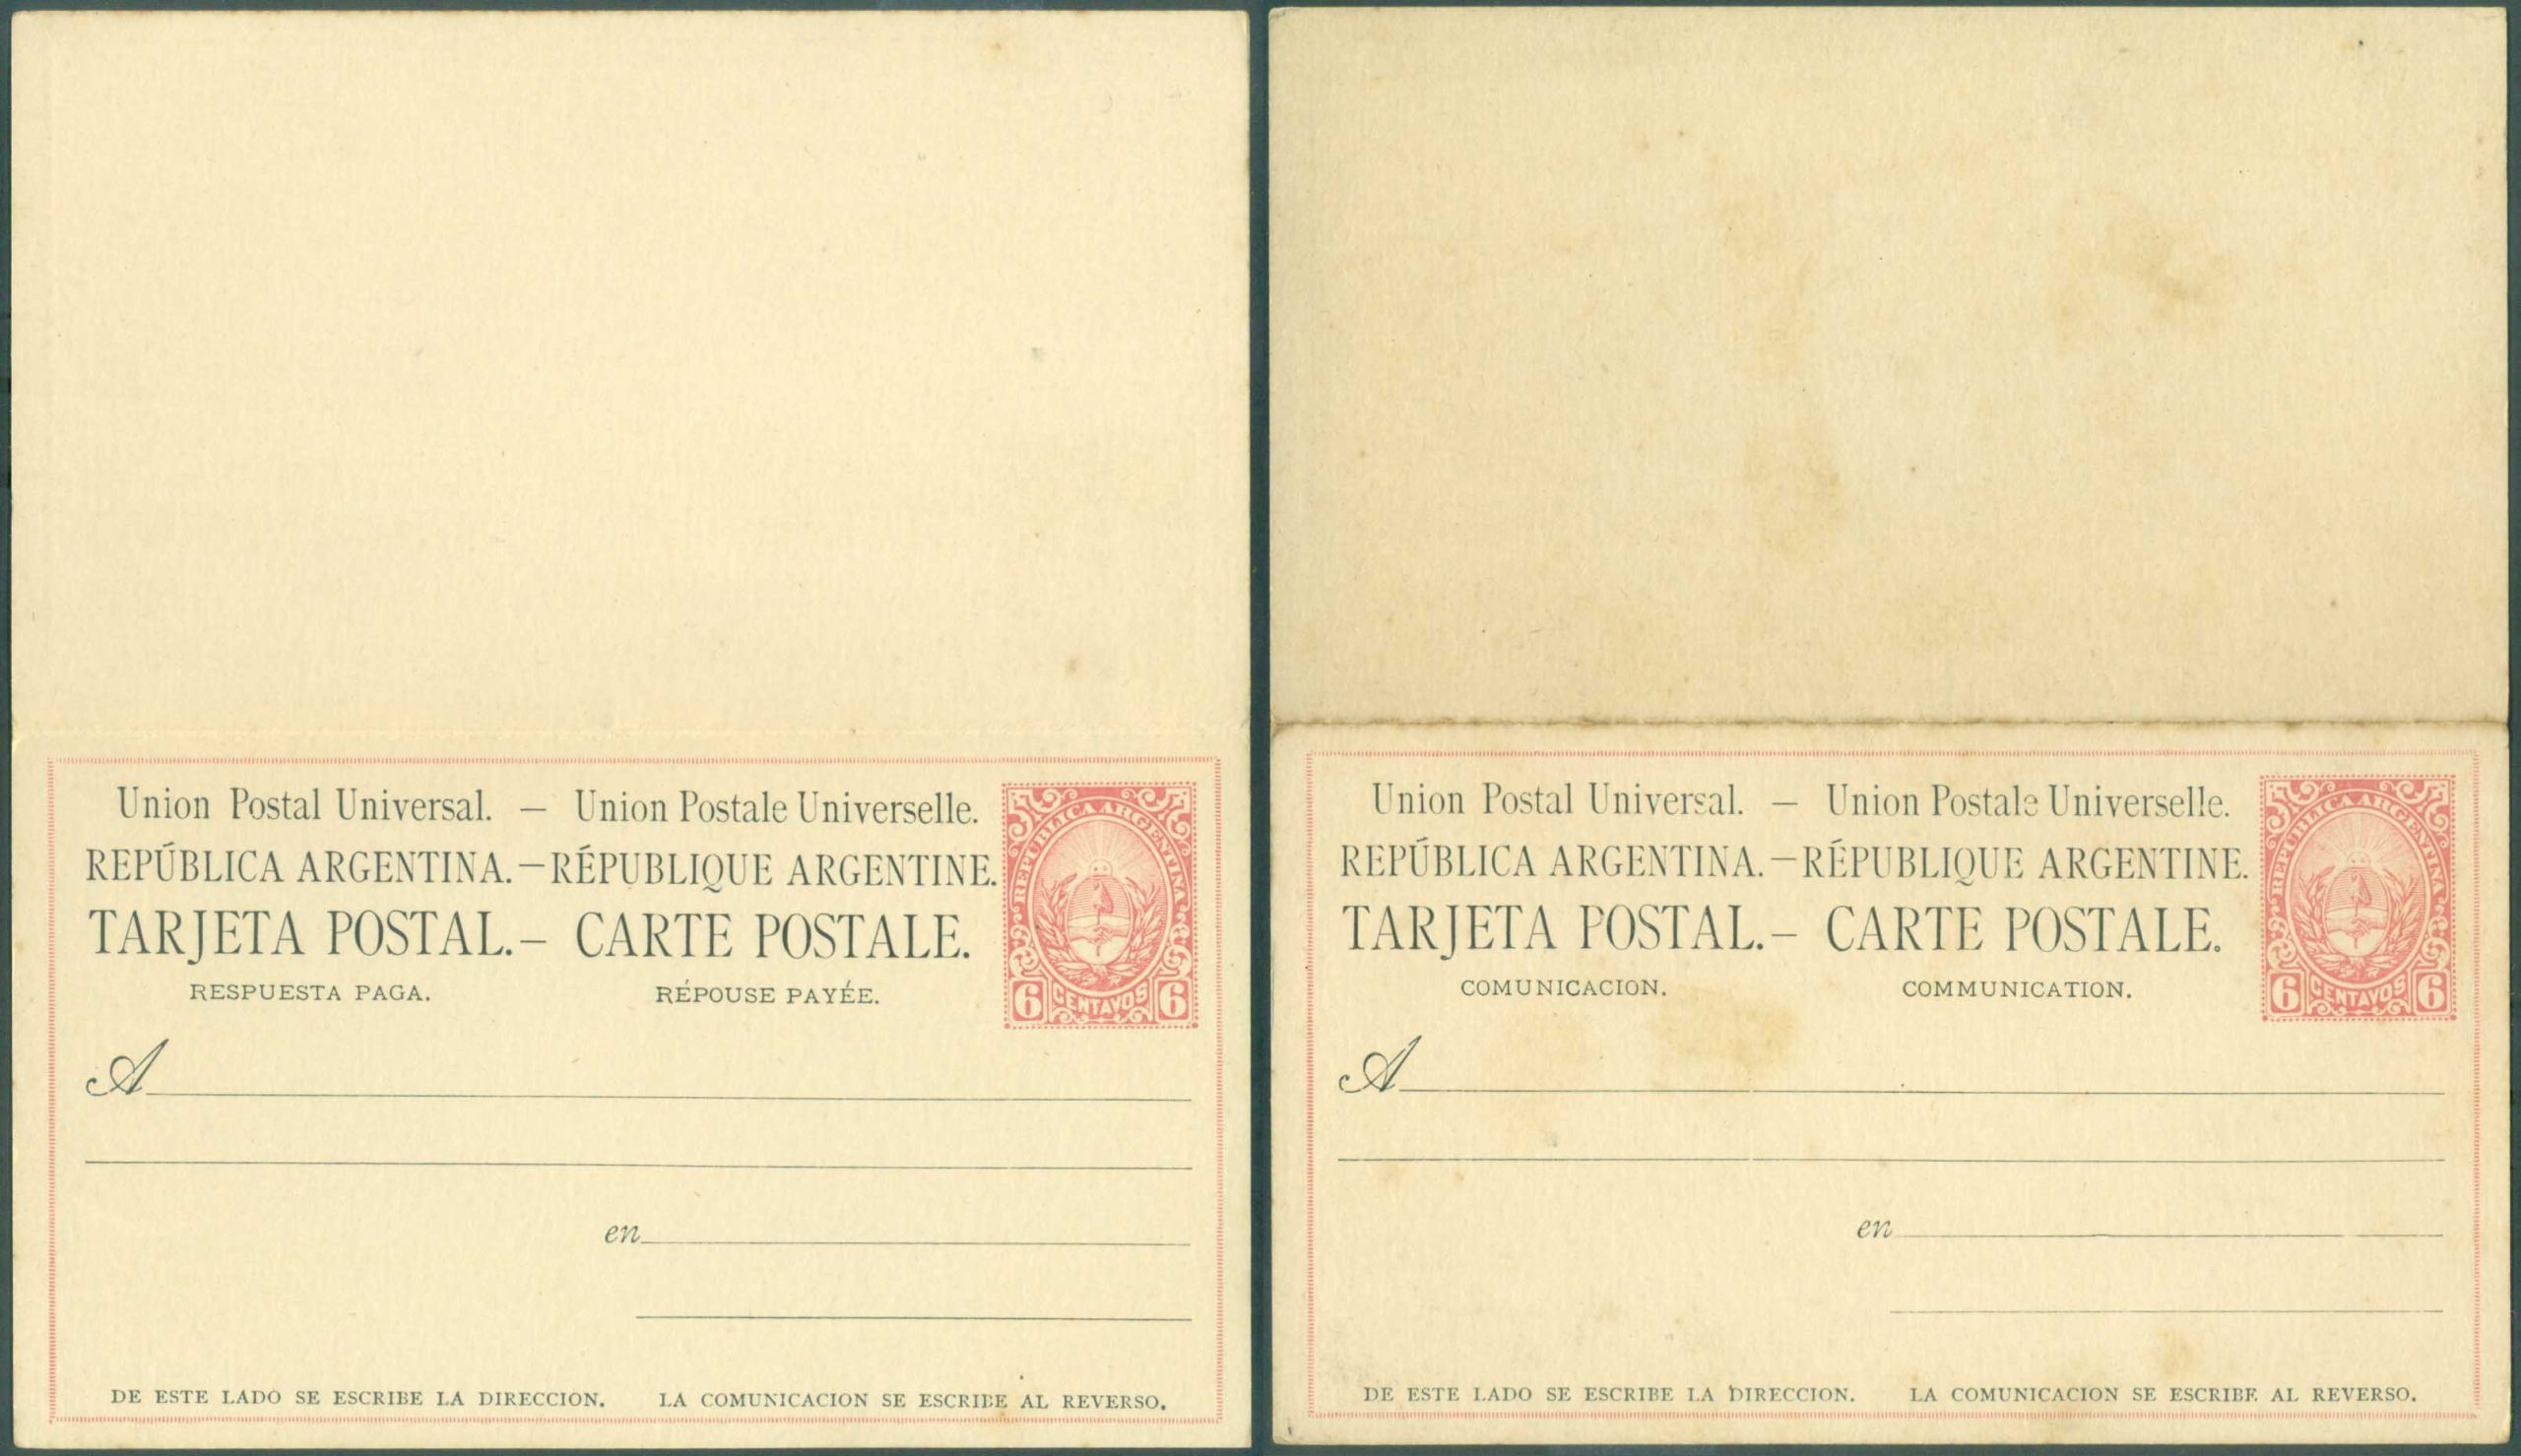 Union Postal Universal. — Union Postale Universelle.
REPÚBLICA ARGENTINA.—RÉPUBLIQUE ARGENTINE.
TARJETA POSTAL.— CARTE POSTALE.
RESPUESTA PAGA. RÉPOUSE PAYÉE.
REPUBLICA ARGENTINA
6 CENTAVOS 6
A
en
DE ESTE LADO SE ESCRIBE LA DIRECCION. LA COMUNICACION SE ESCRIBE AL REVERSO.
Union Postal Universal. — Union Postale Universelle.
REPÚBLICA ARGENTINA.—RÉPUBLIQUE ARGENTINE.
TARJETA POSTAL.— CARTE POSTALE.
COMUNICACION. COMMUNICATION.
REPUBLICA ARGENTINA
6 CENTAVOS 6
A
en
DE ESTE LADO SE ESCRIBE LA DIRECCION. LA COMUNICACION SE ESCRIBE AL REVERSO.